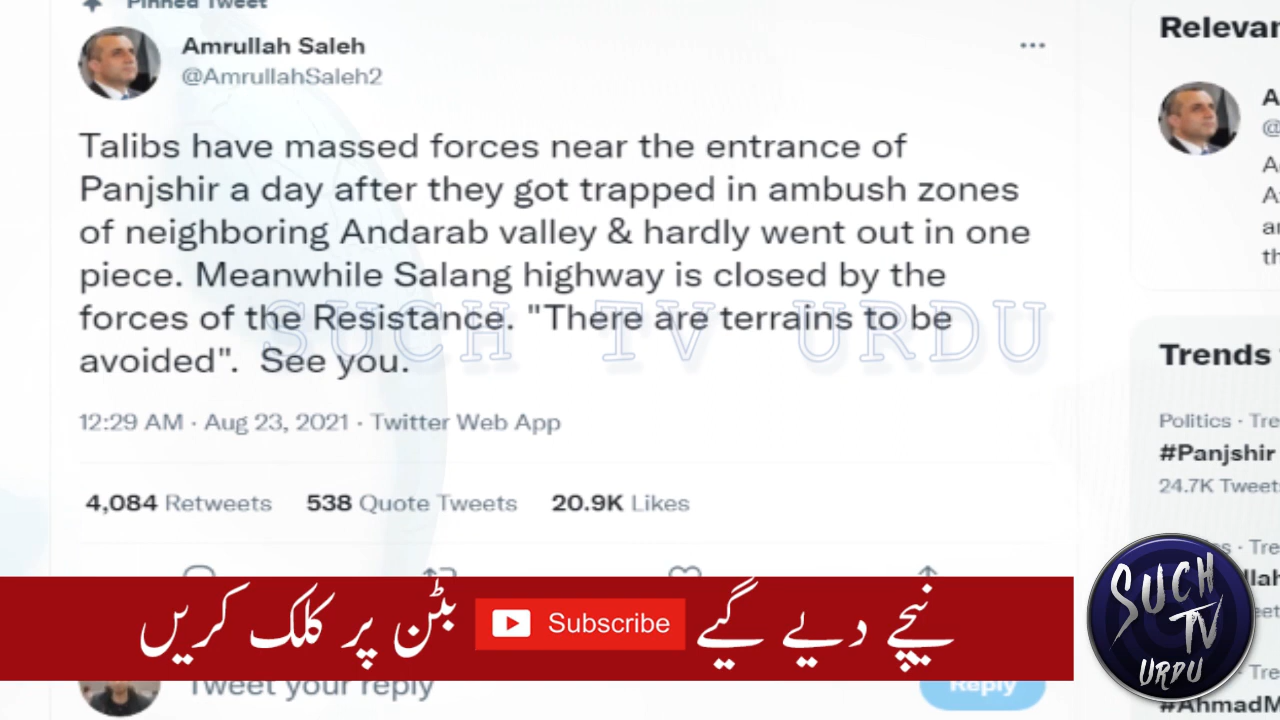 Pinned Tweet
Amrullah Saleh
@AmrullahSaleh2
Talibs have massed forces near the entrance of
Panjshir a day after they got trapped in ambush zones
of neighboring Andarab valley & hardly went out in one
piece. Meanwhile Salang highway is closed by the
forces of the Resistance. "There are terrains to be
avoided".  See you.
SUCH TV URDU
12:29 AM · Aug 23, 2021 · Twitter Web App
4,084 Retweets 538 Quote Tweets 20.9K Likes
نیچے دیے گیے Subscribe بٹن پر کلک کریں
Tweet your reply
Reply
Trends
Politics
#Panjshir
24.7K Tweets
SUCH
TV
URDU